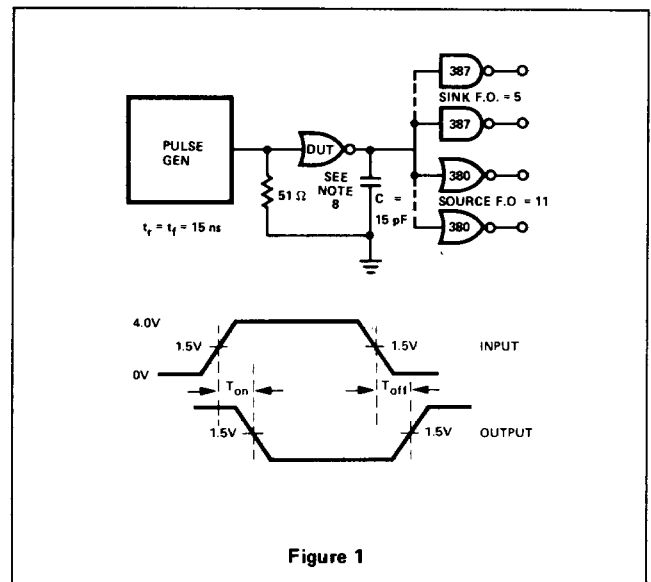 387
SINK F.O. = 5
387
PULSE
GEN
DUT
SEE
NOTE
8
51 Ω
C =
15 pF
380
SOURCE F.O = 11
380
tr = tf = 15 ns
4.0V
1.5V
1.5V
INPUT
0V
Ton
Toff
1.5V
1.5V
OUTPUT
Figure 1